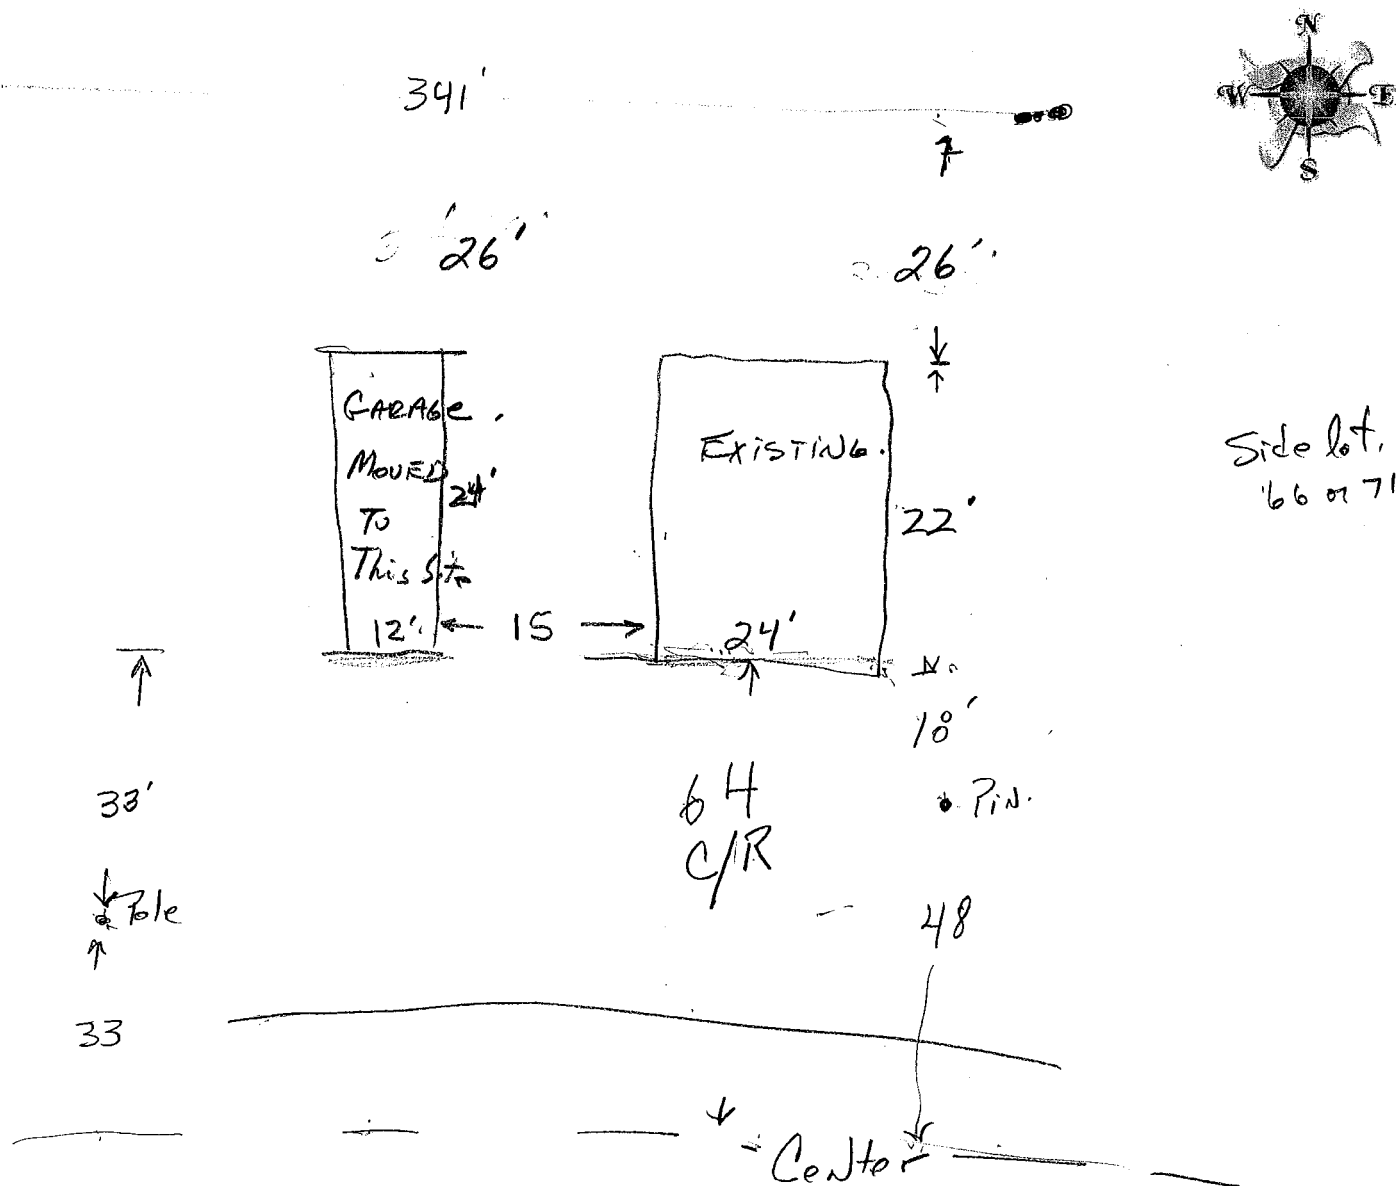 N
341'
W E
S
26' 26'
GARAGE.
MOVED
24'
To
This Site
12'
EXISTING.
22'
Side lot.
66 or 71
15
24'
18'
33'
64
C/R
Pin.
Pole
48
33
Center